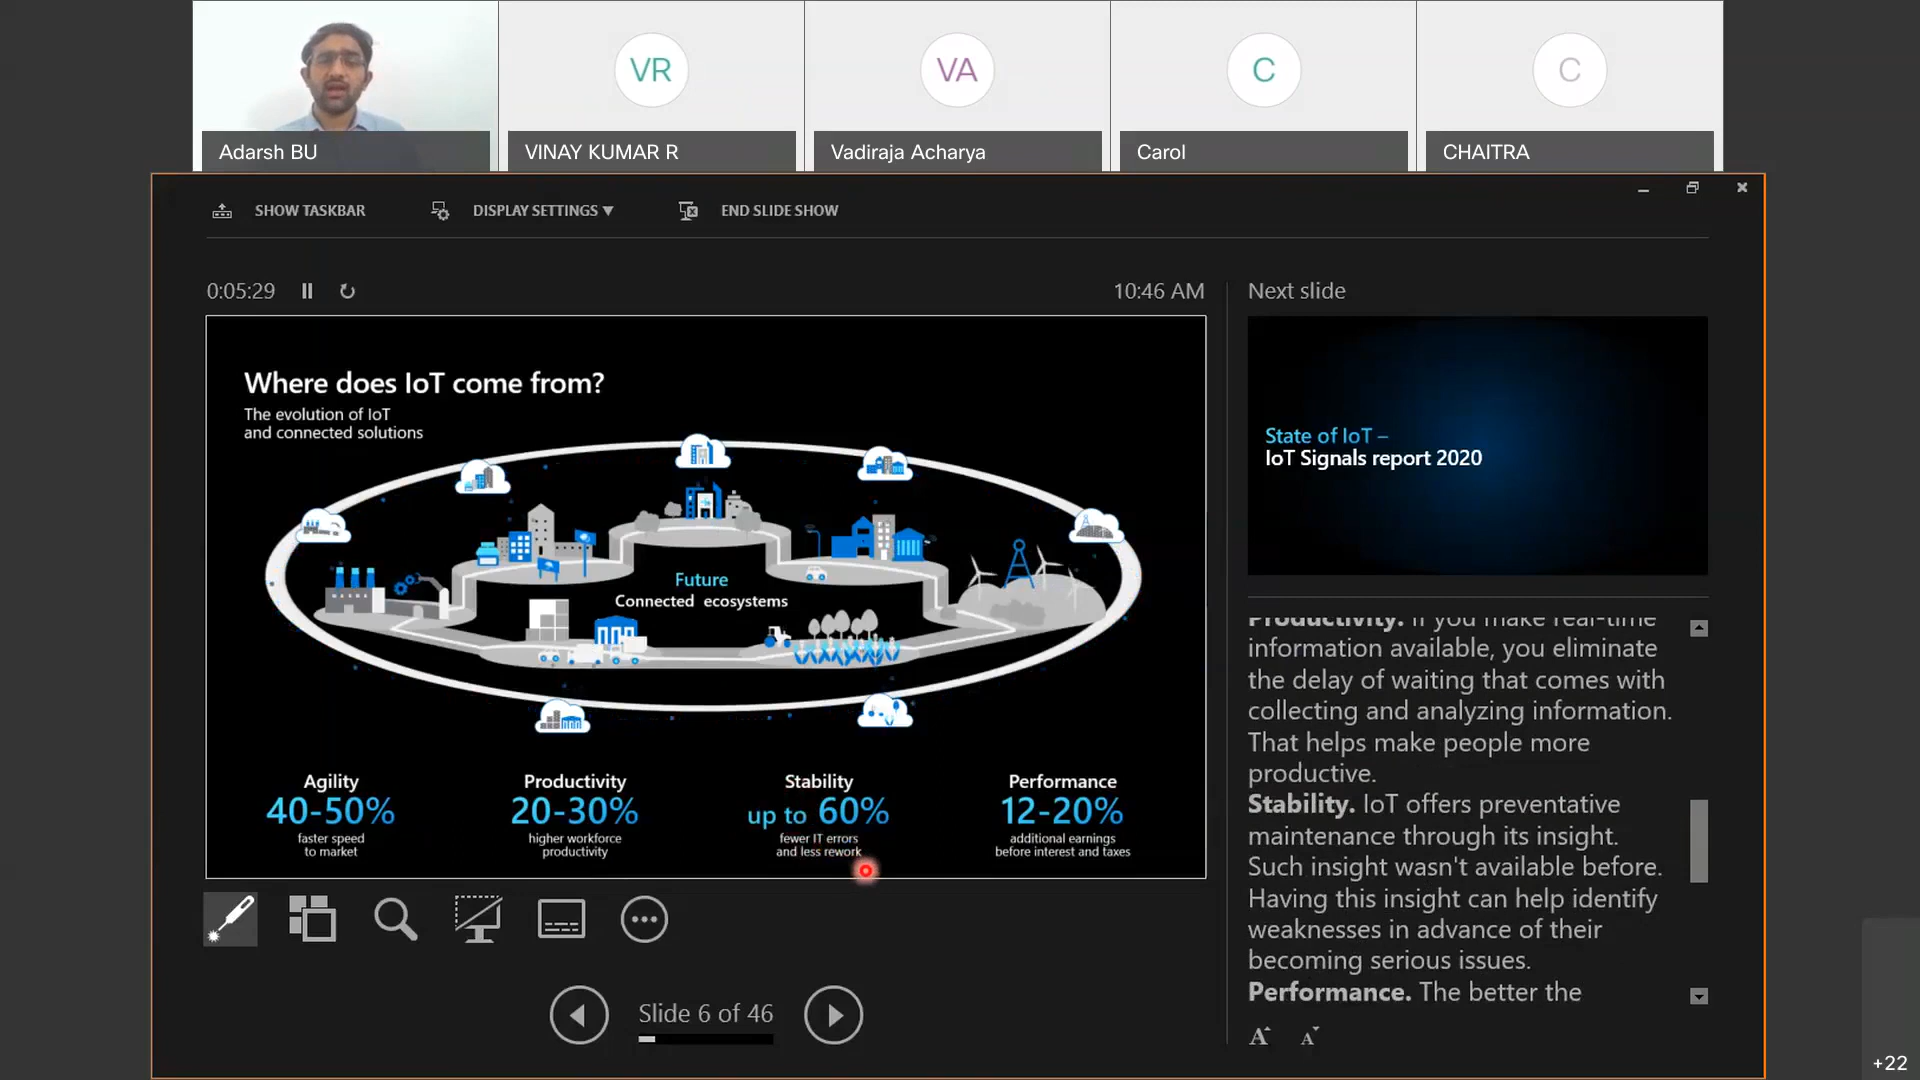 VR
VA
C
C
Adarsh BU
VINAY KUMAR R
Vadiraja Acharya
Carol
CHAITRA
SHOW TASKBAR
DISPLAY SETTINGS ▼
END SLIDE SHOW
0:05:29
10:46 AM
Next slide
Where does IoT come from?
The evolution of IoT
and connected solutions
Future
Connected ecosystems
Agility
40-50%
faster speed
to market
Productivity
20-30%
higher workforce
productivity
Stability
up to 60%
fewer IT errors
and less rework
Performance
12-20%
additional earnings
before interest and taxes
State of IoT –
IoT Signals report 2020
Productivity. If you make real-time
information available, you eliminate
the delay of waiting that comes with
collecting and analyzing information.
That helps make people more
productive.
Stability. IoT offers preventative
maintenance through its insight.
Such insight wasn't available before.
Having this insight can help identify
weaknesses in advance of their
becoming serious issues.
Performance. The better the
A A
Slide 6 of 46
+22